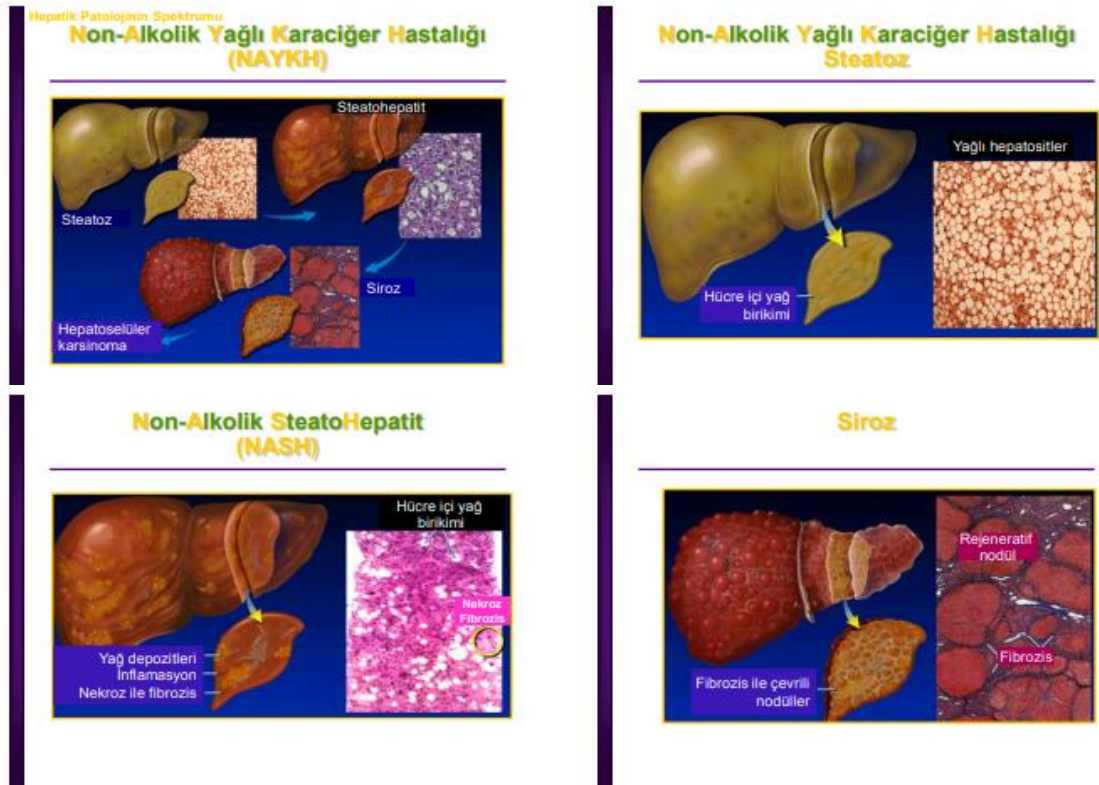 Hepatik Patolojinin Spektrumu
Non-Alkolik Yağlı Karaciğer Hastalığı
(NAYKH)
Steatohepatit
Steatoz
Siroz
Hepatoselüler
karsinoma
Non-Alkolik Yağlı Karaciğer Hastalığı
Steatoz
Yağlı hepatositler
Hücre içi yağ
birikimi
Non-Alkolik SteatoHepatit
(NASH)
Hücre içi yağ
birikimi
Nekroz
Fibrozis
Yağ depozitleri
İnflamasyon
Nekroz ile fibrozis
Siroz
Rejeneratif
nodül
Fibrozis
Fibrozis ile çevrili
nodüller